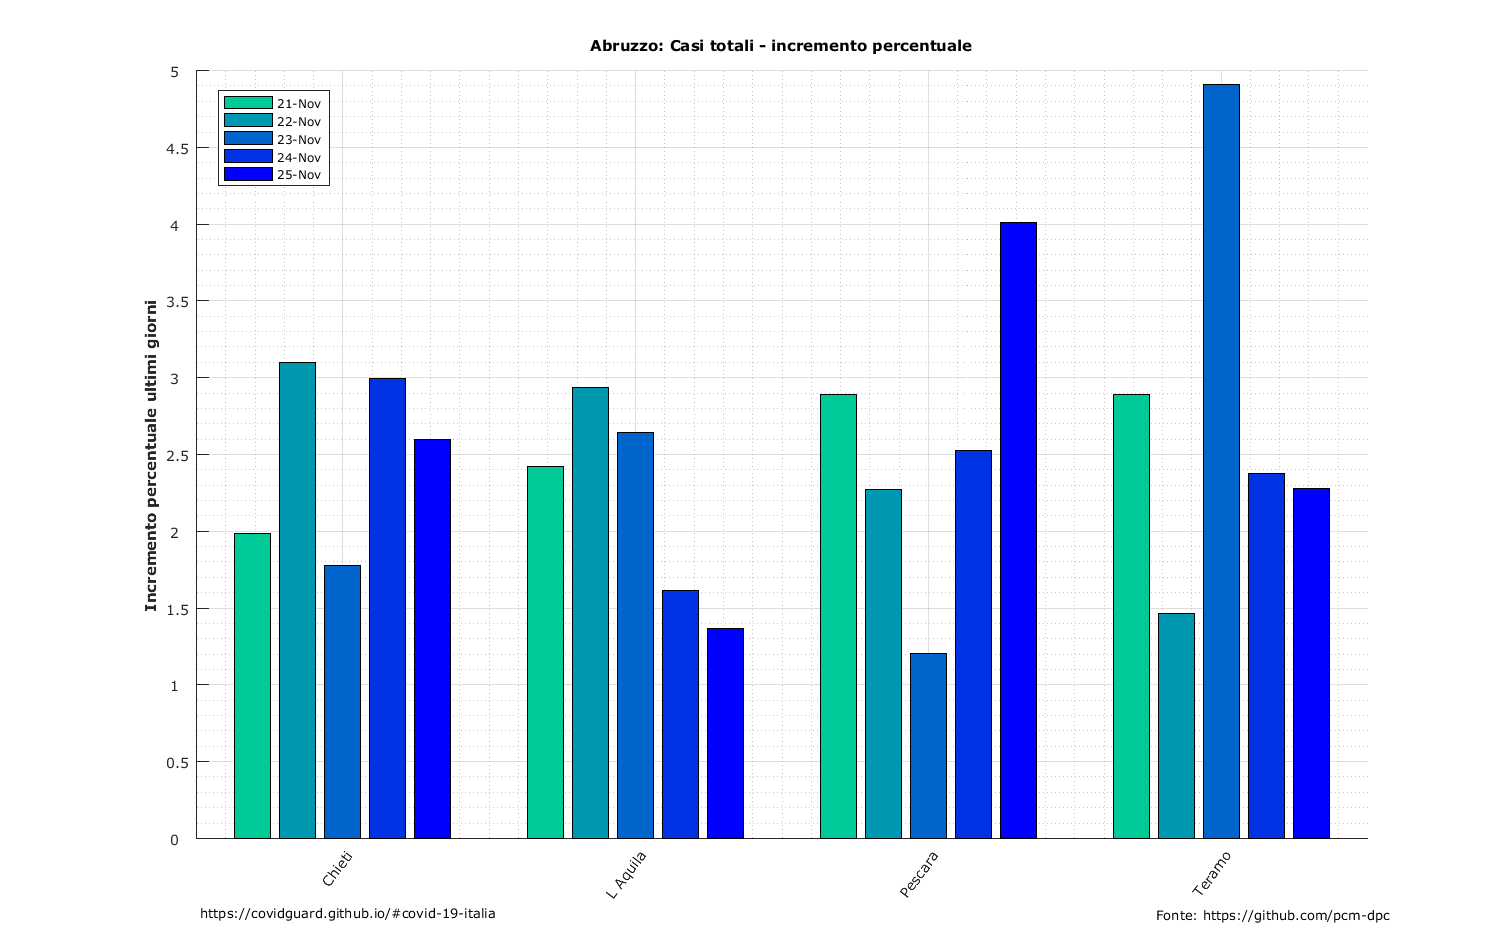 Abruzzo: Casi totali - incremento percentuale
21-Nov
22-Nov
23-Nov
24-Nov
25-Nov
Incremento percentuale ultimi giorni
5
4.5
4
3.5
3
2.5
2
1.5
1
0.5
0
Chieti
L Aquila
Pescara
Teramo
https://covidguard.github.io/#covid-19-italia
Fonte: https://github.com/pcm-dpc